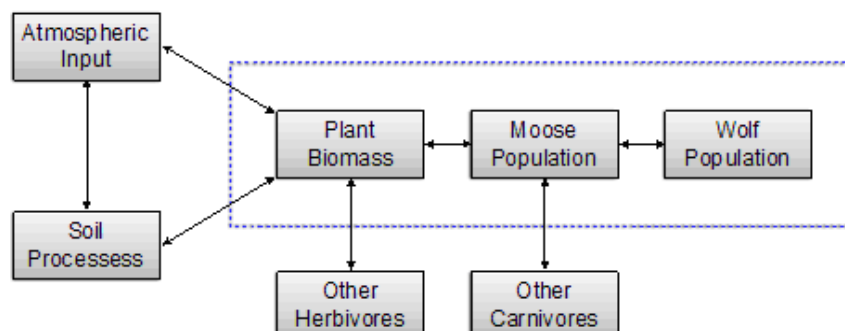 Atmospheric
Input
Plant
Biomass
Moose
Population
Wolf
Population
Soil
Processess
Other
Herbivores
Other
Carnivores